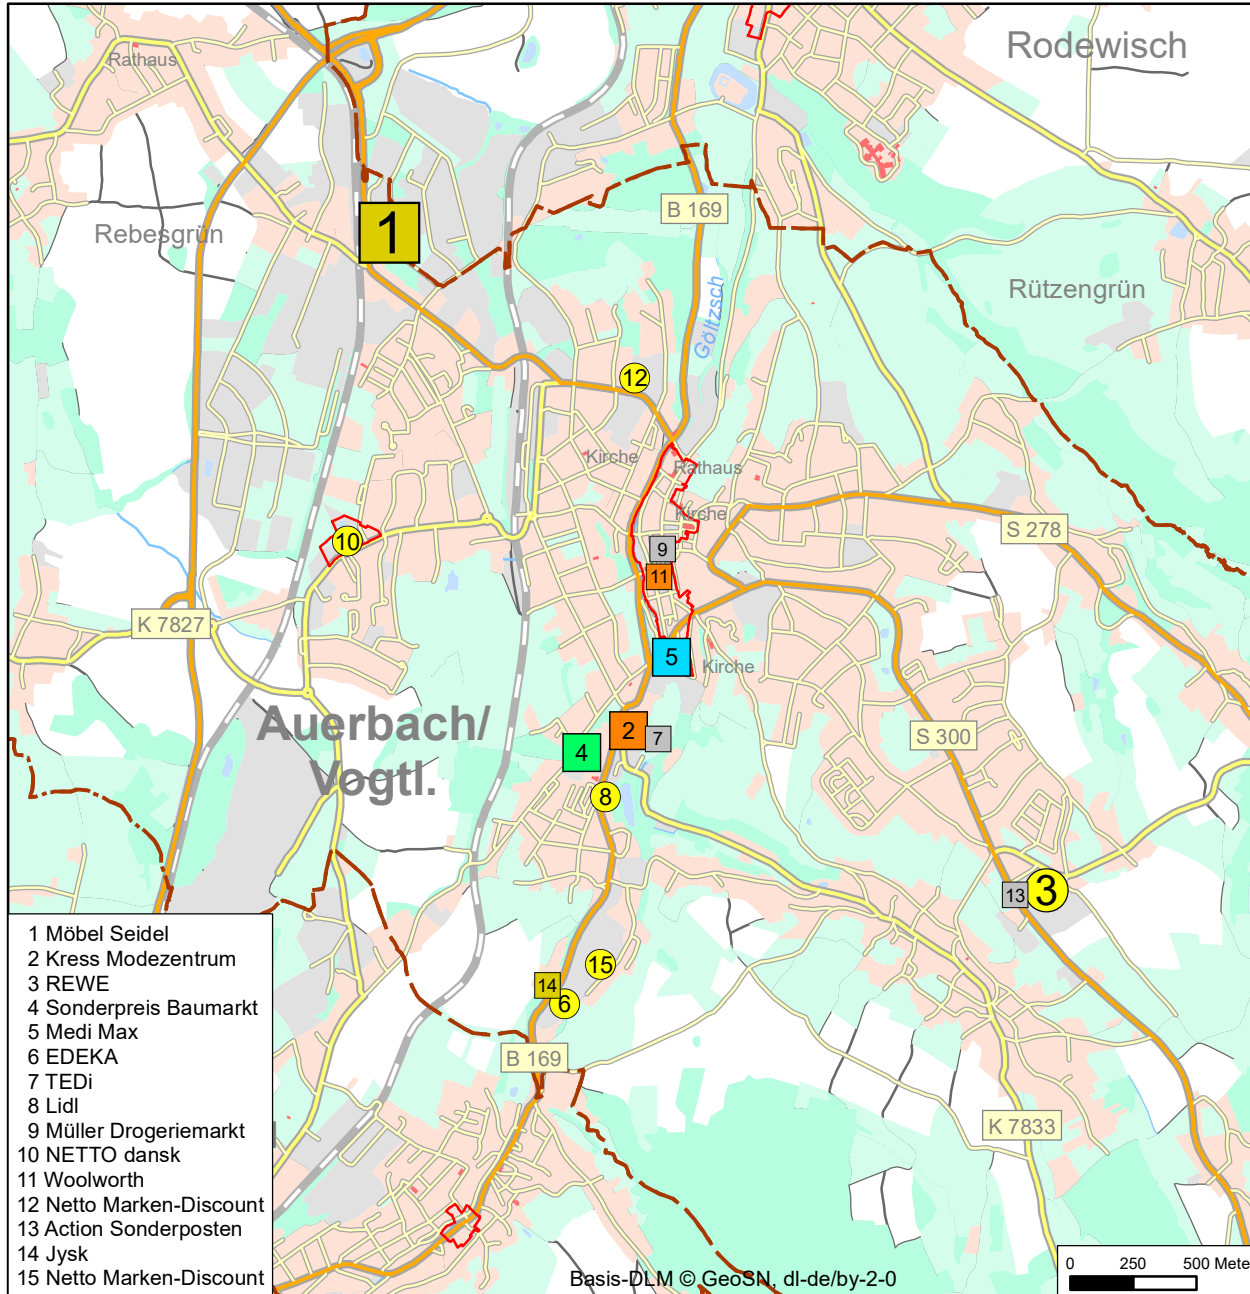 Rodewisch
Rathaus
1
B 169
Rebesgrün
Göltzsch
Rützengrün
12
Kirche
Rathaus
Kirche
S 278
10
9
11
K 7827
5
Kirche
Auerbach/
Vogtl.
2
7
4
S 300
8
3
13
15
14
6
B 169
K 7833
1 Möbel Seidel
2 Kress Modezentrum
3 REWE
4 Sonderpreis Baumarkt
5 Medi Max
6 EDEKA
7 TEDi
8 Lidl
9 Müller Drogeriemarkt
10 NETTO dansk
11 Woolworth
12 Netto Marken-Discount
13 Action Sonderposten
14 Jysk
15 Netto Marken-Discount
Basis-DLM © GeoSN, dl-de/by-2-0
0 250 500 Mete